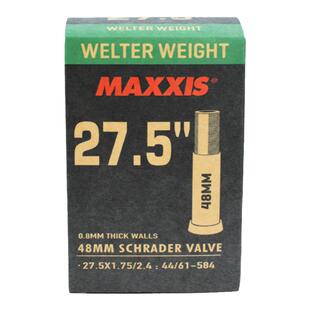 WELTER WEIGHT
MAXXIS®
27.5"
48MM
0.8MM THICK WALLS
48MM SCHRADER VALVE
· 27.5X1.75/2.4 : 44/61-584